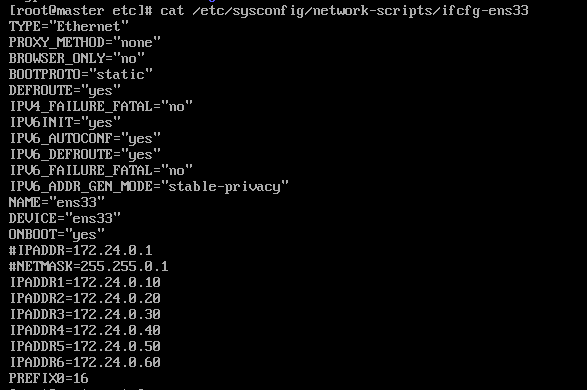 [root@master etc]# cat /etc/sysconfig/network-scripts/ifcfg-ens33
TYPE="Ethernet"
PROXY_METHOD="none"
BROWSER_ONLY="no"
BOOTPROTO="static"
DEFROUTE="yes"
IPV4_FAILURE_FATAL="no"
IPV6INIT="yes"
IPV6_AUTOCONF="yes"
IPV6_DEFROUTE="yes"
IPV6_FAILURE_FATAL="no"
IPV6_ADDR_GEN_MODE="stable-privacy"
NAME="ens33"
DEVICE="ens33"
ONBOOT="yes"
#IPADDR=172.24.0.1
#NETMASK=255.255.0.1
IPADDR1=172.24.0.10
IPADDR2=172.24.0.20
IPADDR3=172.24.0.30
IPADDR4=172.24.0.40
IPADDR5=172.24.0.50
IPADDR6=172.24.0.60
PREFIX0=16